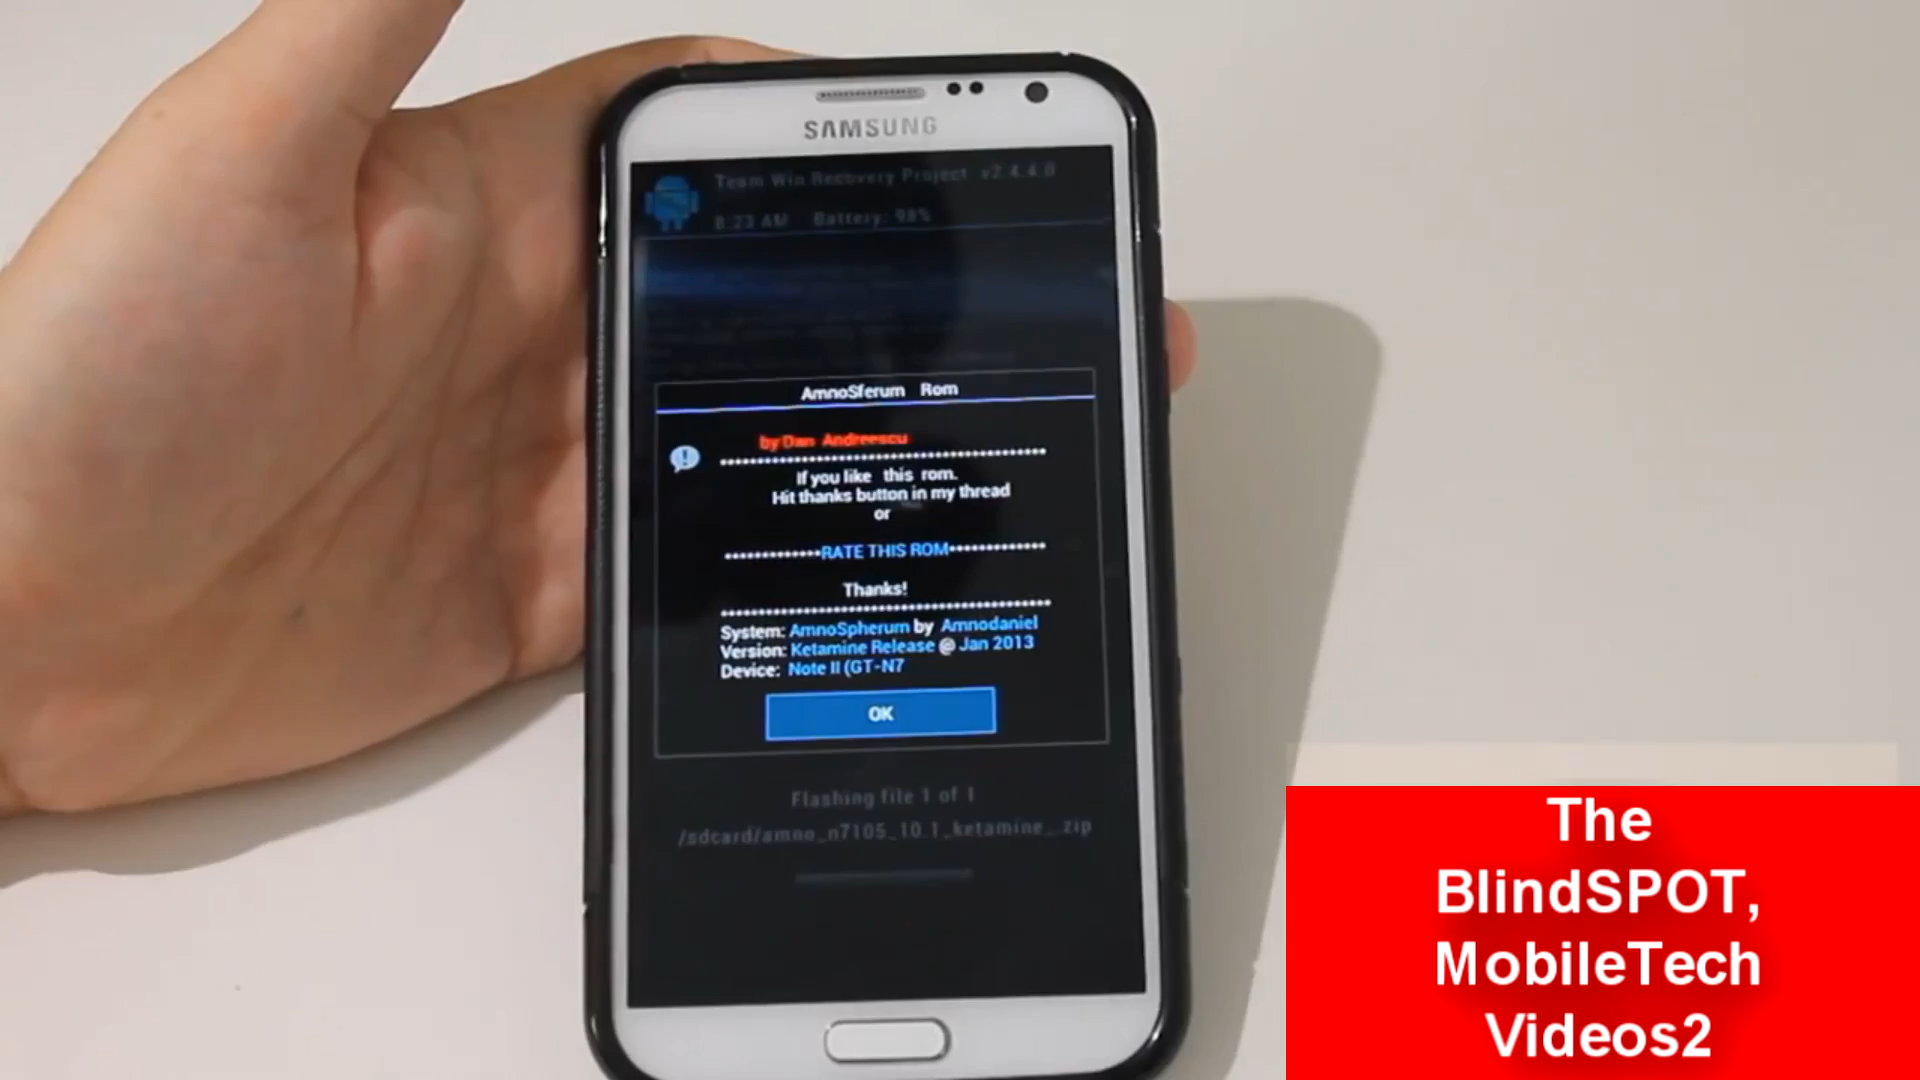 SAMSUNG
Team Win Recovery Project v2.4.4.0
8:23 AM Battery: 98%
AmnoSferum Rom
by Dan Andreescu
If you like this rom.
Hit thanks button in my thread
or
RATE THIS ROM
Thanks!
System: AmnoSpherum by Amnodaniel
Version: Ketamine Release @ Jan 2013
Device: Note II (GT-N7
OK
Flashing file 1 of 1
/sdcard/amno_n7105_10.1_ketamine_.zip
The
BlindSPOT,
MobileTech
Videos2